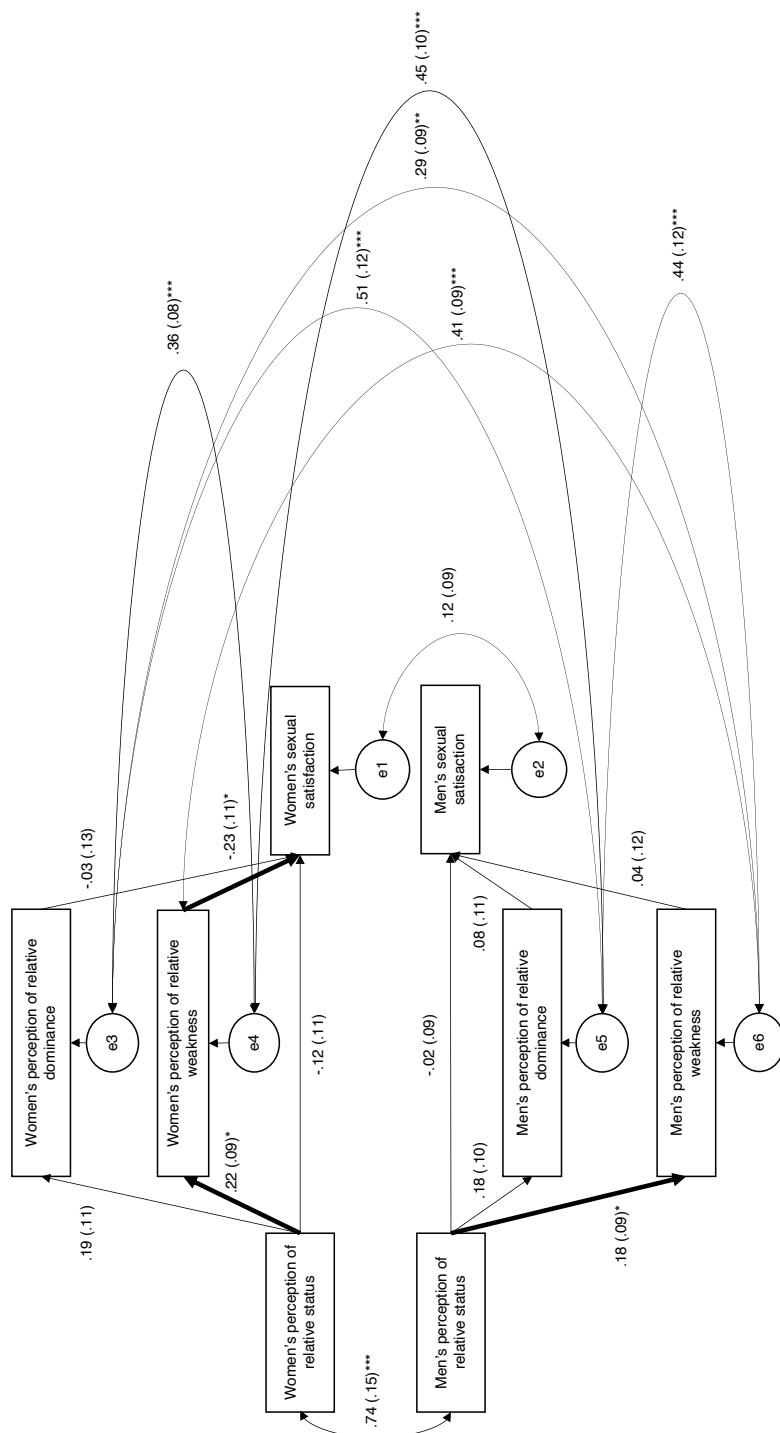 .74 (.15)***
Women's perception of
relative status
Men's perception of
relative status
.19 (.11)
.22 (.09)*
-.12 (.11)
-.02 (.09)
.18 (.10)
.18 (.09)*
Women's perception of relative
dominance
e3
Women's perception of relative
weakness
e4
Men's perception of relative
dominance
e5
Men's perception of relative
weakness
e6
-.03 (.13)
-.23 (.11)*
.08 (.11)
.04 (.12)
Women's sexual
satisfaction
e1
Men's sexual
satisaction
e2
.12 (.09)
.36 (.08)***
.51 (.12)***
.41 (.09)***
.29 (.09)**
.45 (.10)***
.44 (.12)***